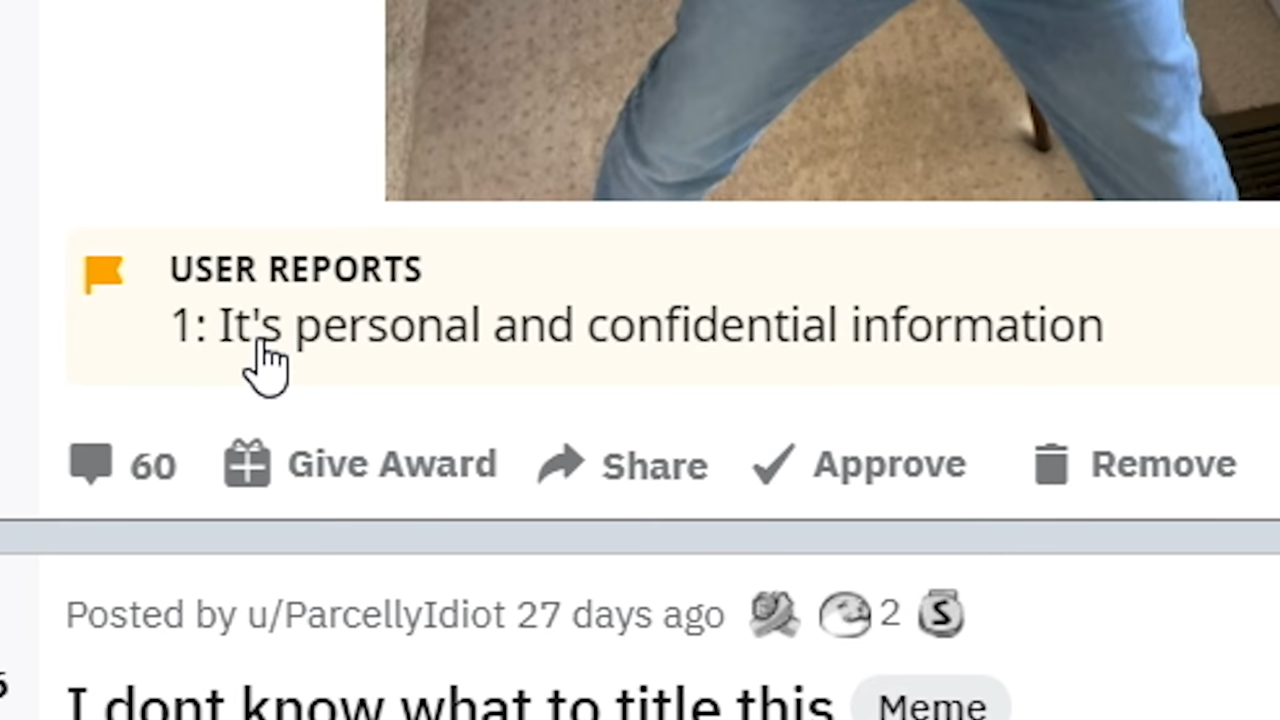 USER REPORTS
1: It's personal and confidential information
60 Give Award Share Approve Remove
Posted by u/ParcellyIdiot 27 days ago 2 S
I dont know what to title this Meme